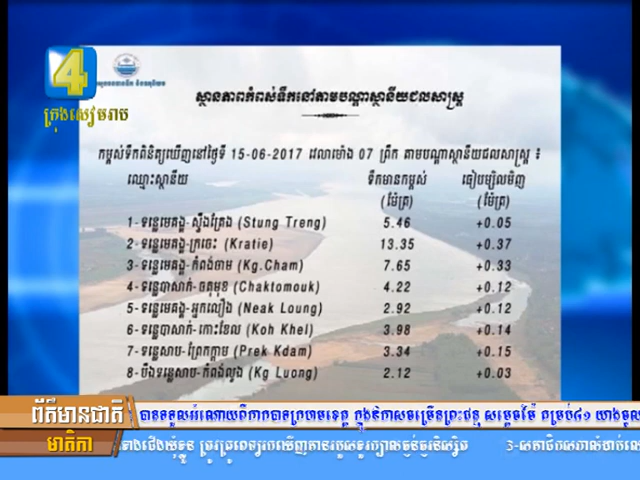 4
ក្រុងសៀមរាប
ស្ថានភាពកំពស់ទឹកនៅតាមបណ្តាស្ថានីយជលសាស្ត្រ
កម្ពស់ទឹកពិនិត្យឃើញនៅថ្ងៃទី 15-06-2017 វេលាម៉ោង 07 ព្រឹក តាមបណ្តាស្ថានីយជលសាស្ត្រ ៖
ឈ្មោះស្ថានីយ ទឹកមានកម្ពស់ ធៀបម្សិលមិញ
(ម៉ែត្រ) (ម៉ែត្រ)
1-ទន្លេមេគង្គ-ស្ទឹងត្រែង (Stung Treng) 5.46 +0.05
2-ទន្លេមេគង្គ-ក្រចេះ (Kratie) 13.35 +0.37
3-ទន្លេមេគង្គ-កំពង់ចាម (Kg.Cham) 7.65 +0.33
4-ទន្លេបាសាក់-ចតុមុខ (Chaktomouk) 4.22 +0.12
5-ទន្លេមេគង្គ-អ្នកលឿង (Neak Loung) 2.92 +0.12
6-ទន្លេបាសាក់-កោះខែល (Koh Khel) 3.98 +0.14
7-ទន្លេសាប-ព្រែកក្តាម (Prek Kdam) 3.34 +0.15
8-បឹងទន្លេសាប-កំពង់លួង (Kg Luong) 2.12 +0.03
ព័ត៌មានជាតិ
មាតិកា